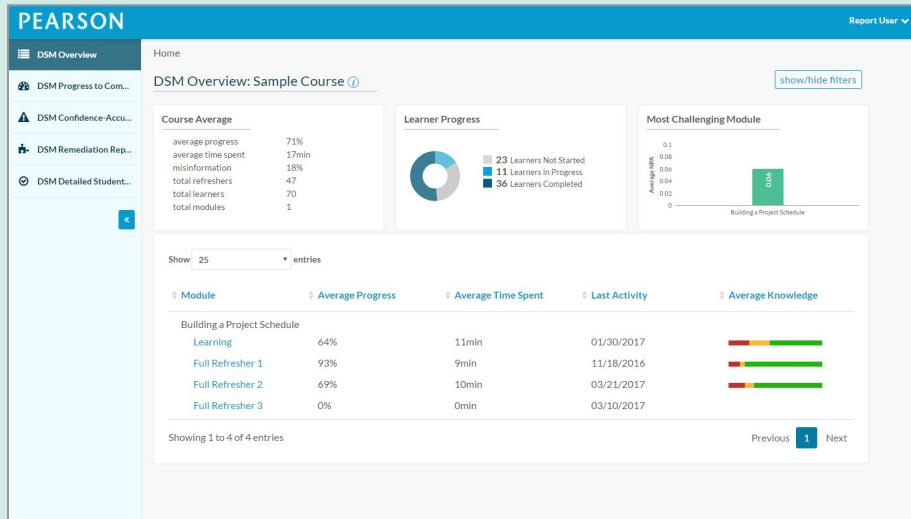 PEARSON
Report User
DSM Overview
DSM Progress to Com...
DSM Confidence-Accu...
DSM Remediation Rep...
DSM Detailed Student...
«
Home
DSM Overview: Sample Course i
show/hide filters
Course Average
average progress 71%
average time spent 17min
misinformation 18%
total refreshers 47
total learners 70
total modules 1
Learner Progress
23 Learners Not Started
11 Learners in Progress
36 Learners Completed
Most Challenging Module
Average NPA
0.1
0.08
0.06
0.04
0.02
0
0.06
Building a Project Schedule
Show 25 entries
Module Average Progress Average Time Spent Last Activity Average Knowledge
Building a Project Schedule
Learning 64% 11min 01/30/2017
Full Refresher 1 93% 9min 11/18/2016
Full Refresher 2 69% 10min 03/21/2017
Full Refresher 3 0% 0min 03/10/2017
Showing 1 to 4 of 4 entries
Previous 1 Next